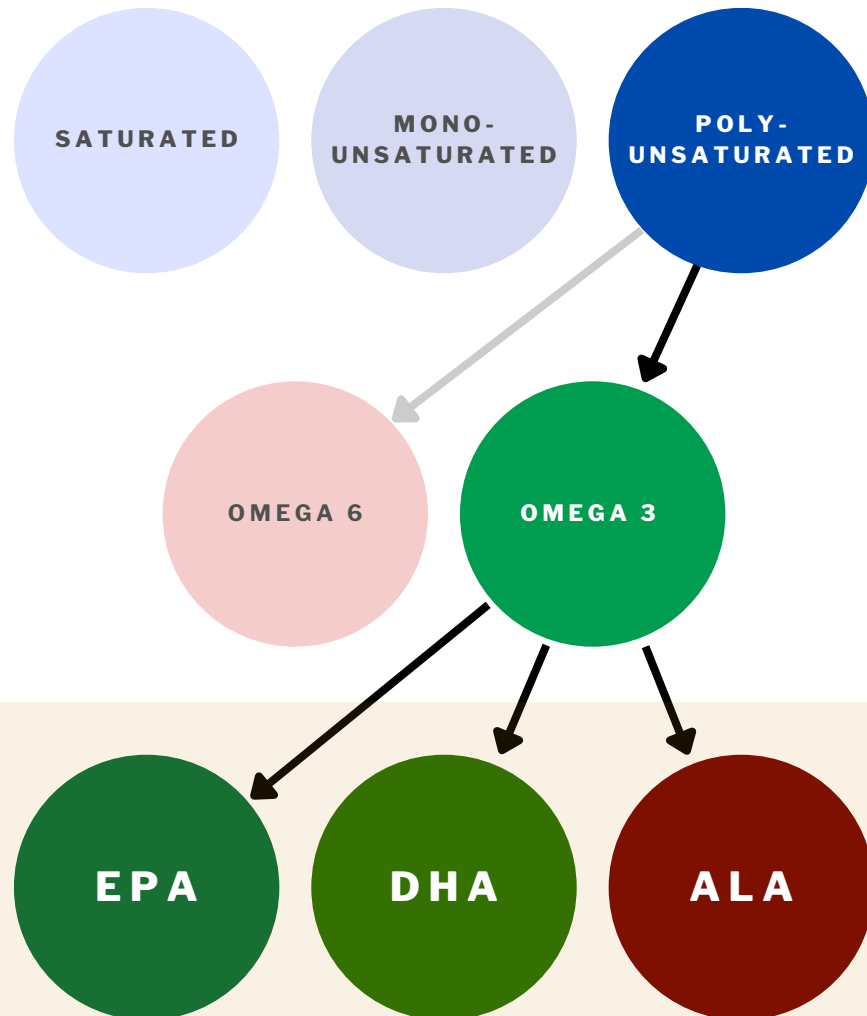 SATURATED
MONO-
UNSATURATED
POLY-
UNSATURATED
OMEGA 6
OMEGA 3
EPA
DHA
ALA